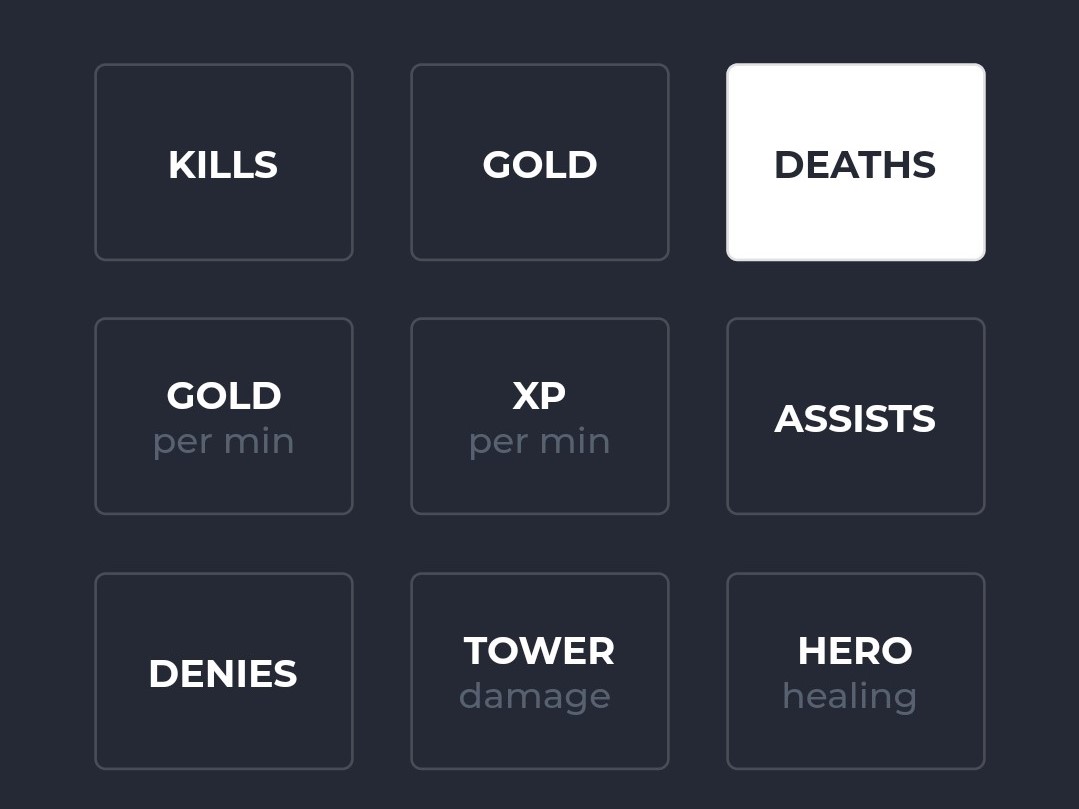 KILLS
GOLD
DEATHS
GOLD
per min
XP
per min
ASSISTS
DENIES
TOWER
damage
HERO
healing